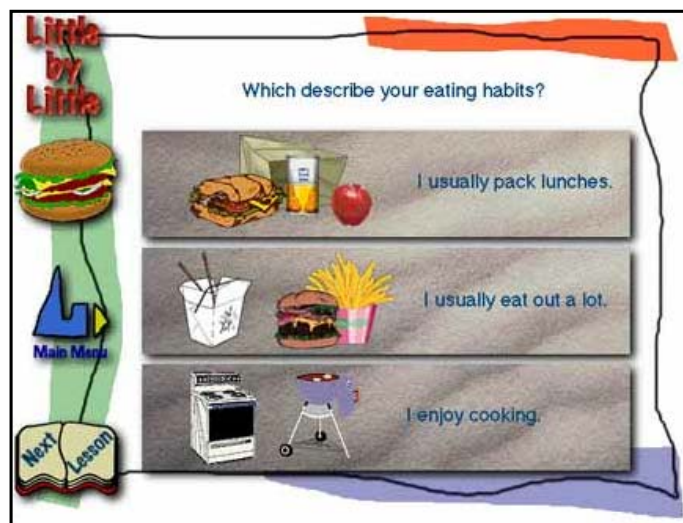 Little
by
Little
Which describe your eating habits?
I usually pack lunches.
I usually eat out a lot.
Main Menu
I enjoy cooking.
Next Lesson